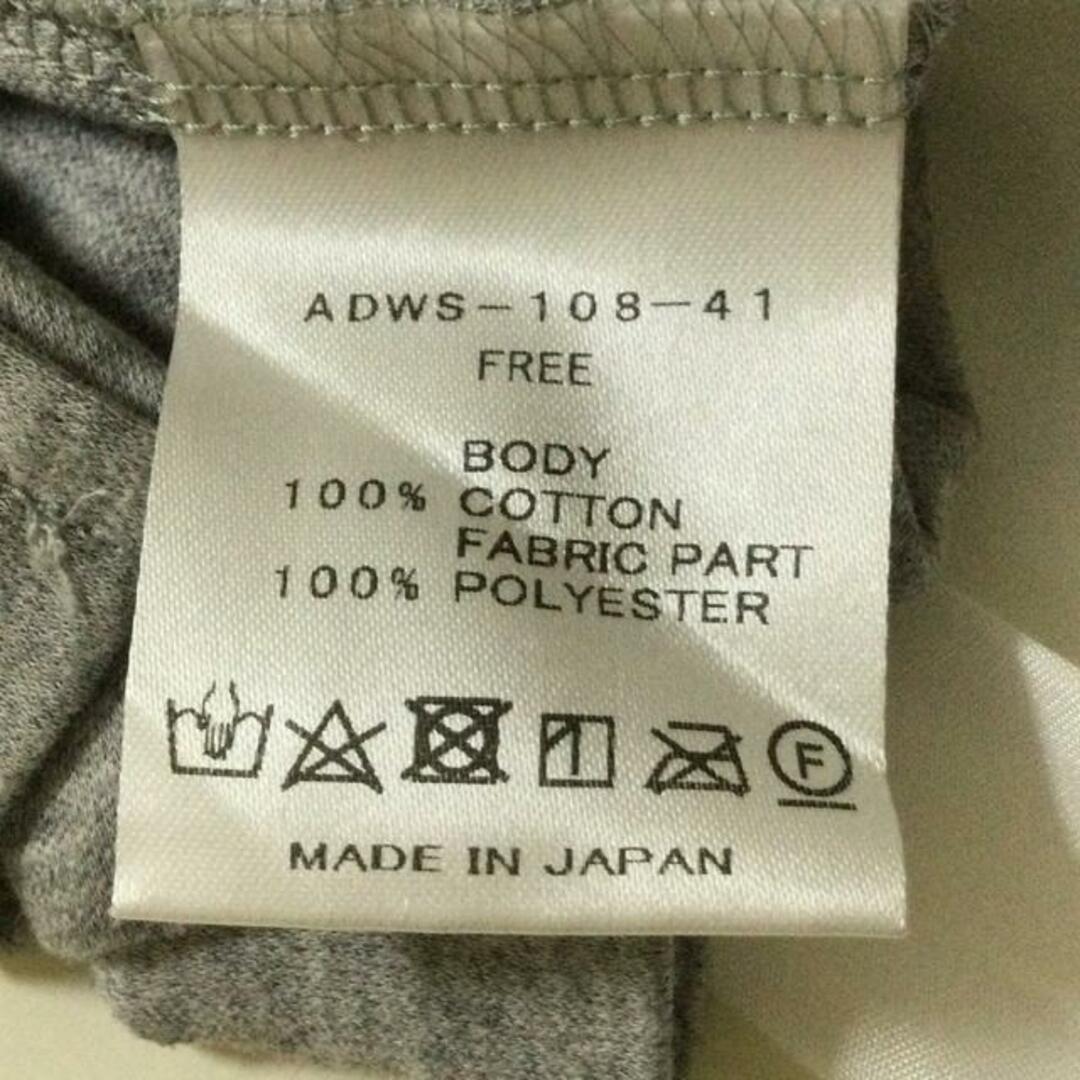 ADWS-108-41
FREE
BODY
100% COTTON
FABRIC PART
100% POLYESTER
F
MADE IN JAPAN